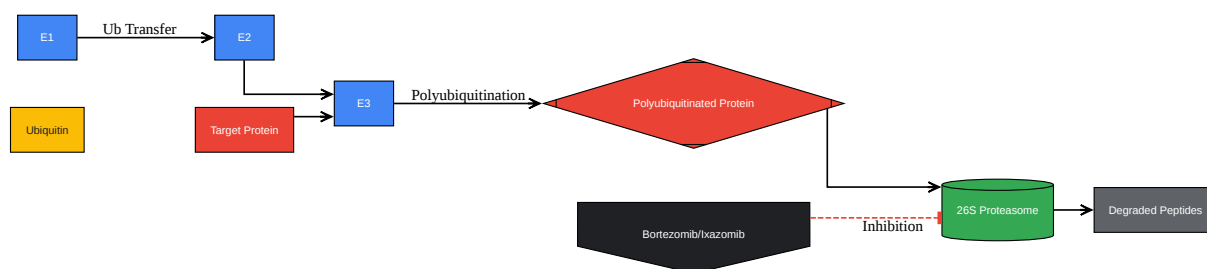 E1
Ub Transfer
E2
E3
Polyubiquitination
Polyubiquitinated Protein
Ubiquitin
Target Protein
26S Proteasome
Degraded Peptides
Bortezomib/Ixazomib
Inhibition